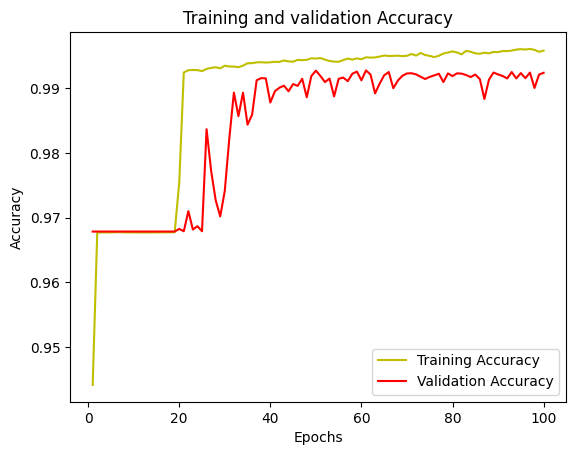 Training and validation Accuracy
Accuracy
0.99
0.98
0.97
0.96
0.95
Training Accuracy
Validation Accuracy
0 20 40 60 80 100
Epochs